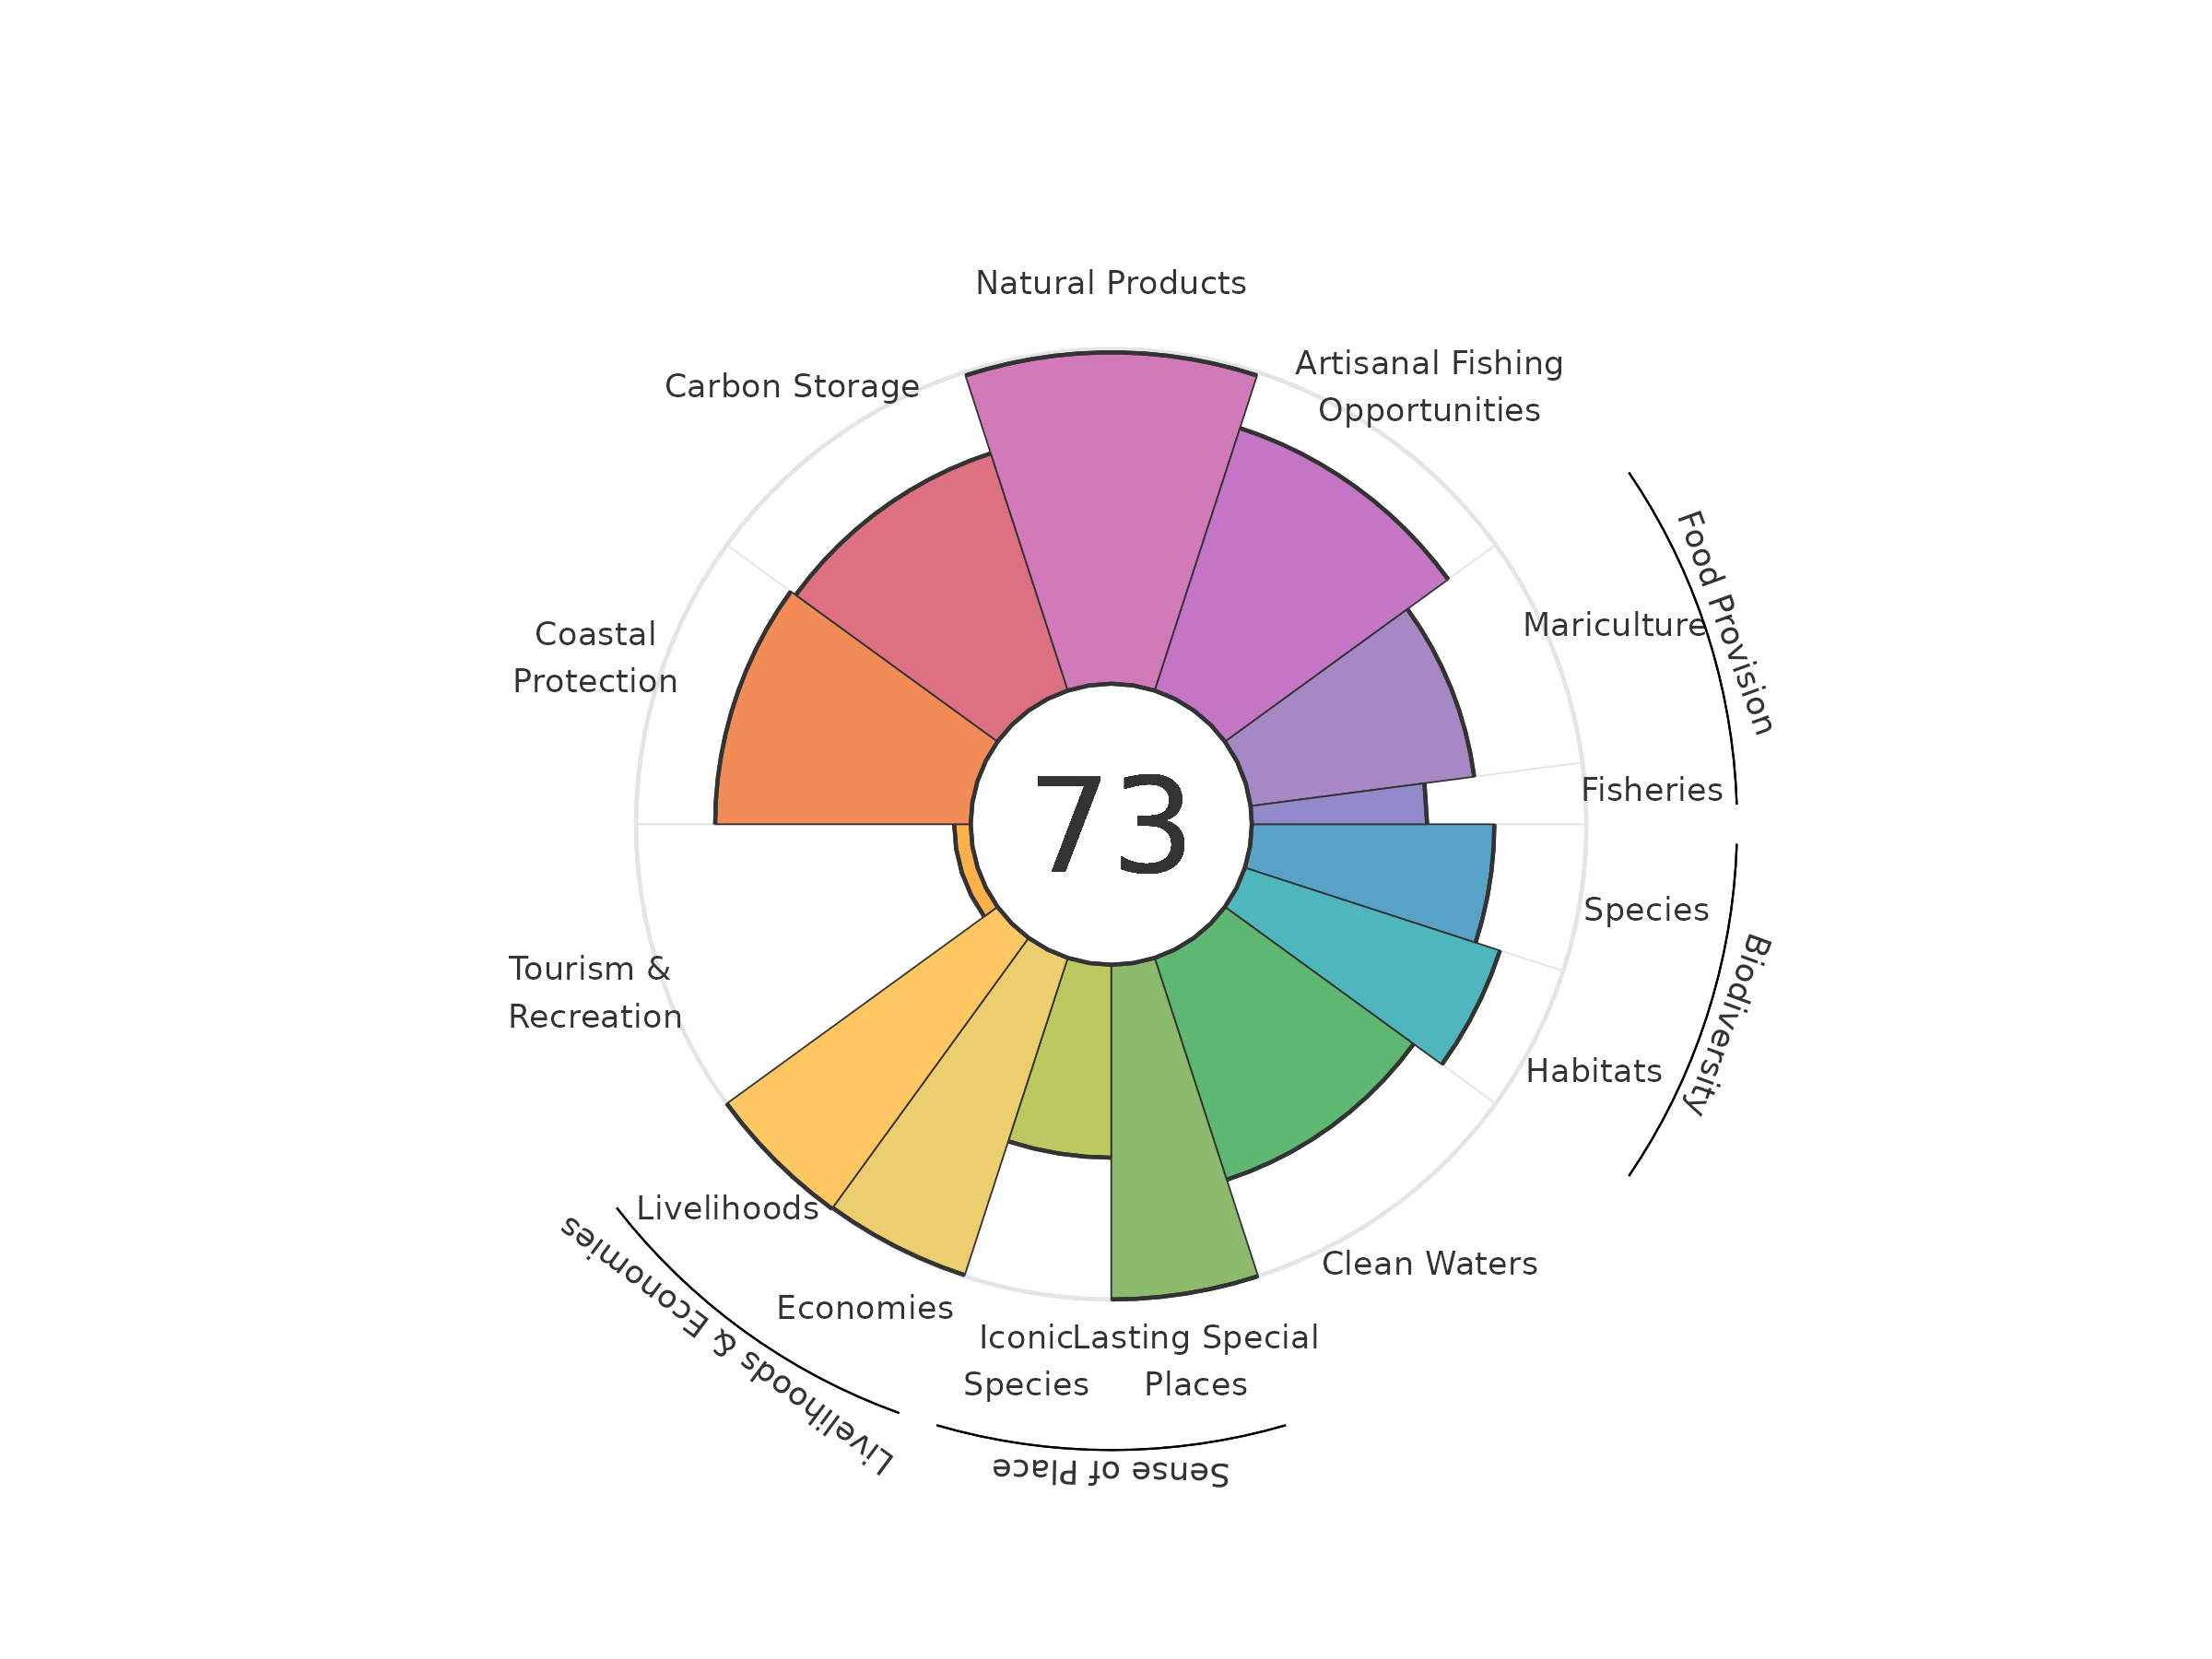 Natural Products
Artisanal Fishing
Opportunities
Carbon Storage
Food Provision
Mariculture
Coastal
Protection
Fisheries
73
Species
Biodiversity
Tourism &
Recreation
Habitats
Livelihoods
Livelihoods & Economies
Clean Waters
Economies
Iconic
Species
Lasting Special
Places
Sense of Place